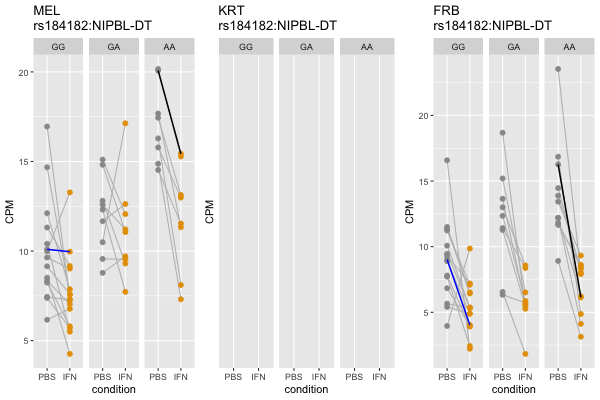 MEL
rs184182:NIPBL-DT
GG GA AA
20
15
10
5
CPM
PBS IFN PBS IFN PBS IFN
condition
KRT
rs184182:NIPBL-DT
GG GA AA
CPM
PBS IFN PBS IFN PBS IFN
condition
FRB
rs184182:NIPBL-DT
GG GA AA
20
15
10
5
CPM
PBS IFN PBS IFN PBS IFN
condition